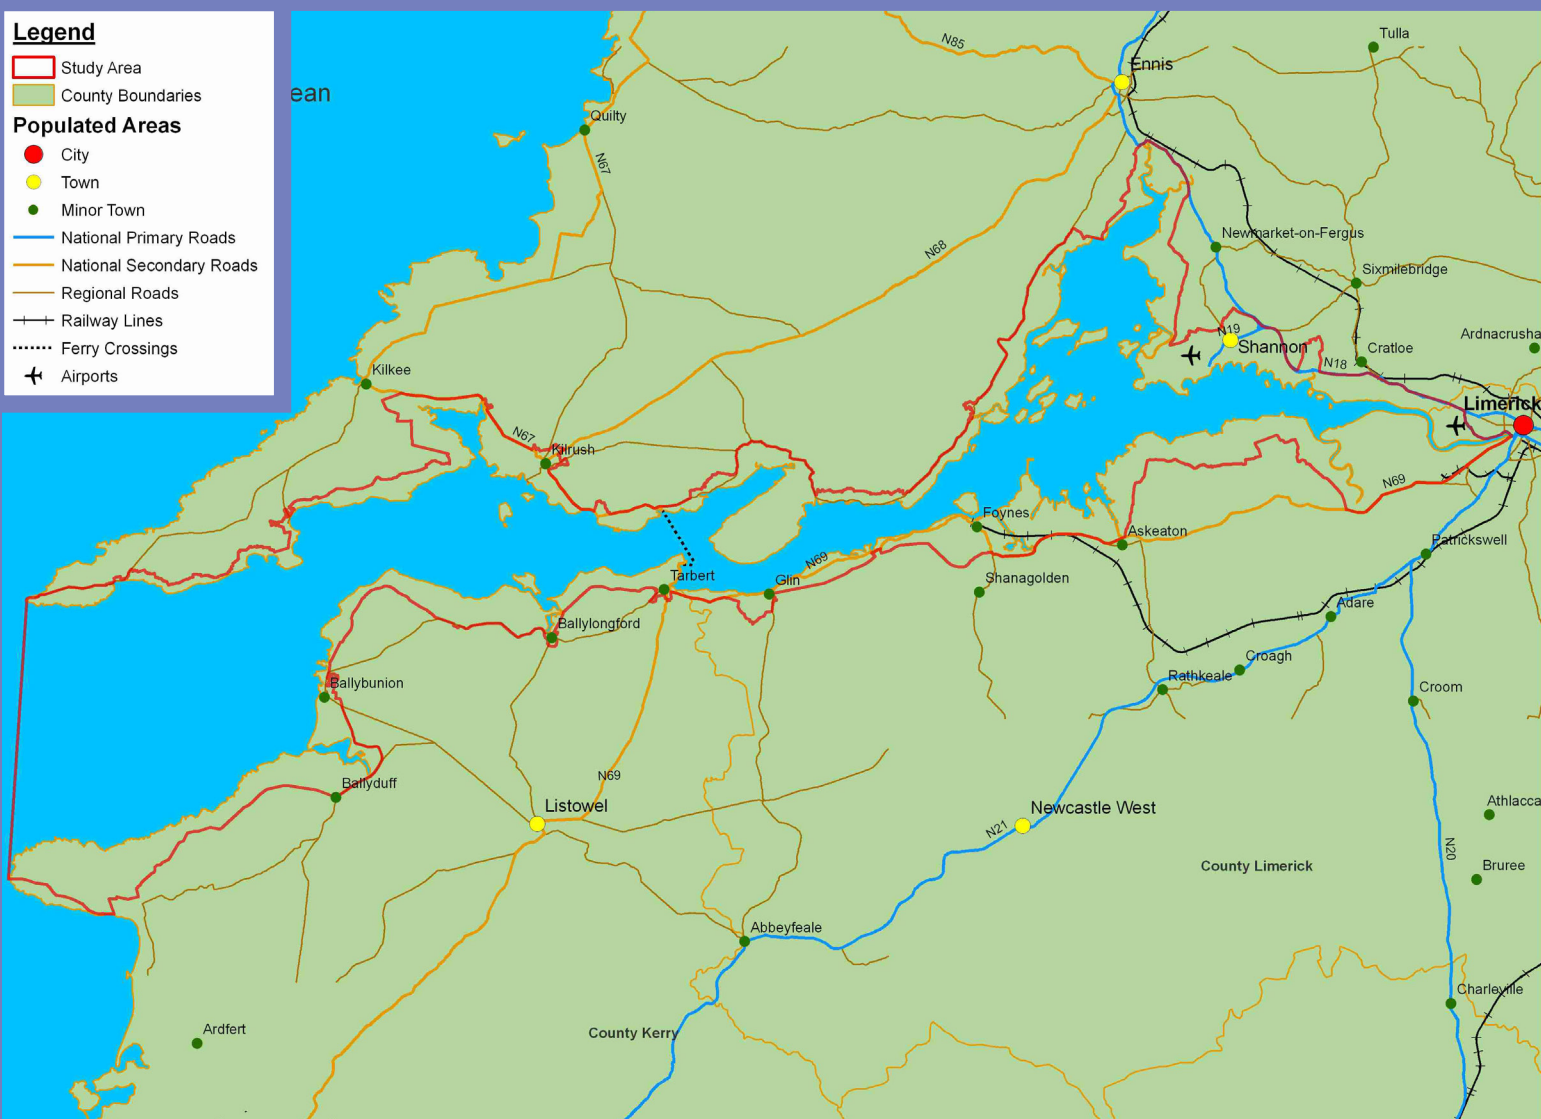 Legend
Study Area
County Boundaries
Populated Areas
City
Town
Minor Town
National Primary Roads
National Secondary Roads
Regional Roads
Railway Lines
Ferry Crossings
Airports
ean
N85
Tulla
Ennis
Quilty
N67
Newmarket-on-Fergus
N68
Sixmilebridge
N19
Shannon
Ardnacrusha
Cratloe
N18
Kilkee
Limerick
N67
Kilrush
N69
Foynes
Askeaton
Patrickswell
N69
Tarbert
Glin
Shanagolden
Adare
Ballylongford
Croagh
Rathkeale
Ballybunion
Croom
N69
Ballyduff
Listowel
Newcastle West
Athlacca
N21
N20
County Limerick
Bruree
Abbeyfeale
Charleville
Ardfert
County Kerry